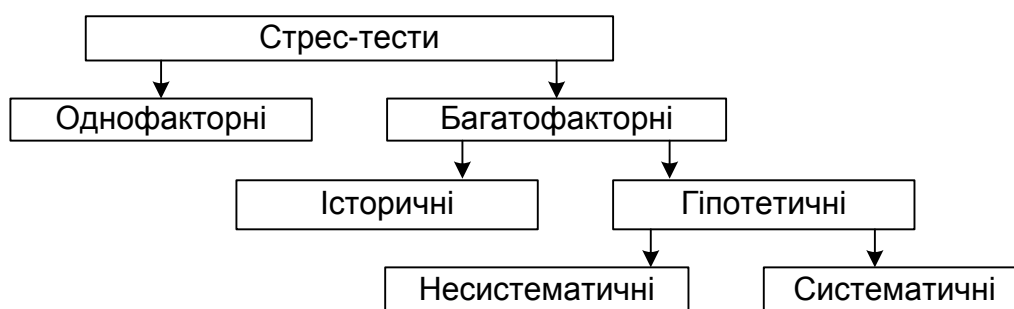 Стрес-тести
Однофакторні
Багатофакторні
Історичні
Гіпотетичні
Несистематичні
Систематичні